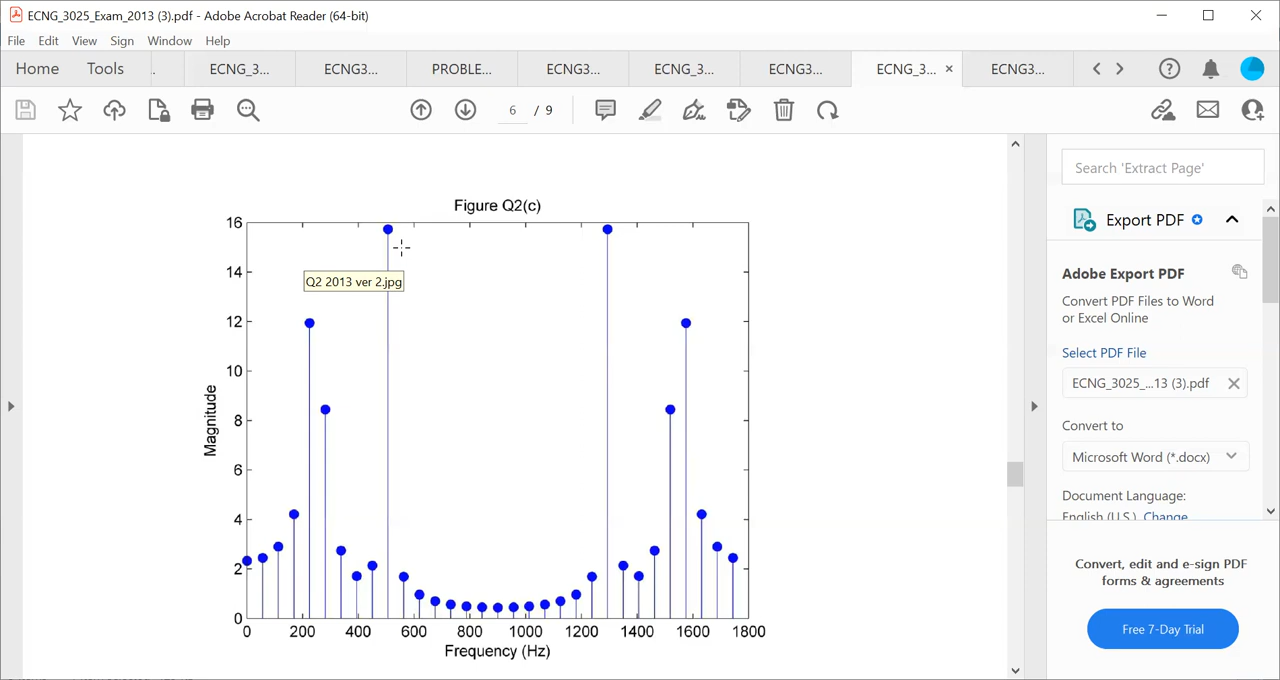 ECNG_3025_Exam_2013 (3).pdf - Adobe Acrobat Reader (64-bit)
File Edit View Sign Window Help
Home Tools . ECNG_3... ECNG3... PROBLE... ECNG3... ECNG_3... ECNG3... ECNG_3... × ECNG3...
6 / 9
Search 'Extract Page'
Export PDF
Adobe Export PDF
Convert PDF Files to Word
or Excel Online
Select PDF File
ECNG_3025_...13 (3).pdf
Convert to
Microsoft Word (*.docx)
Document Language:
English (U.S.) Change
Convert, edit and e-sign PDF
forms & agreements
Free 7-Day Trial
Figure Q2(c)
16
14
12
10
8
6
4
2
0
Magnitude
Q2 2013 ver 2.jpg
0 200 400 600 800 1000 1200 1400 1600 1800
Frequency (Hz)